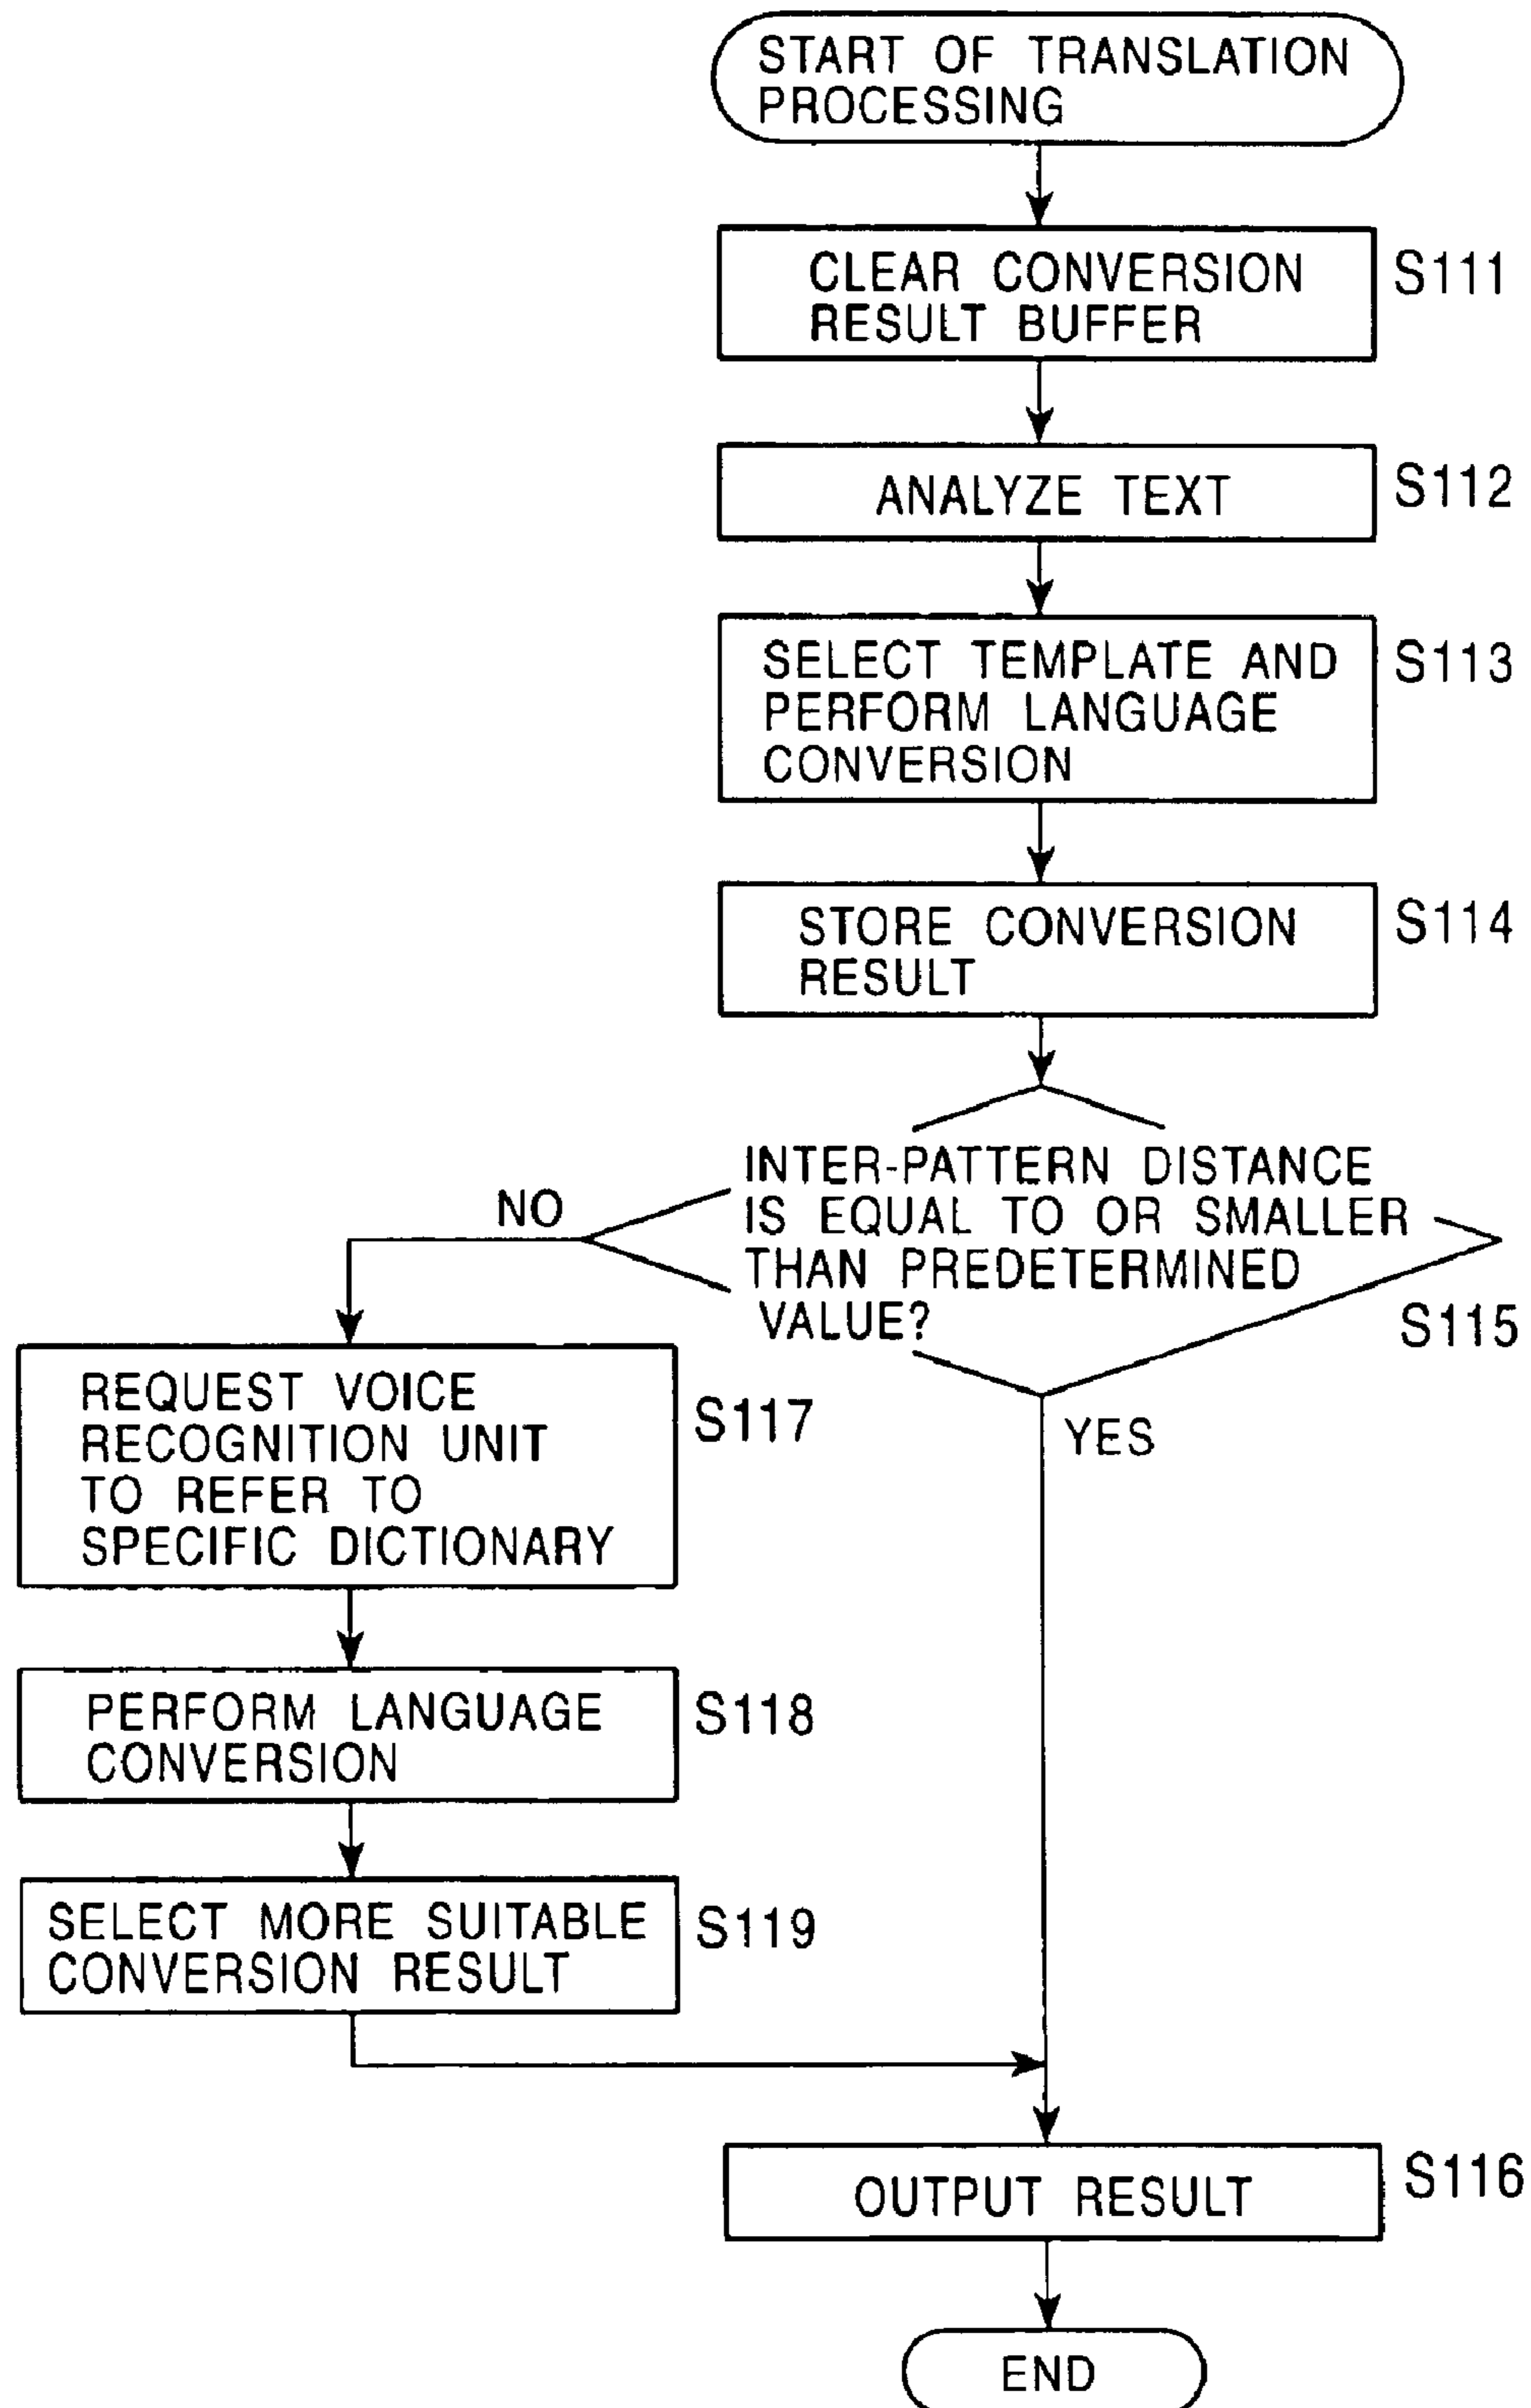 START OF TRANSLATION
PROCESSING
CLEAR CONVERSION
RESULT BUFFER
S111
ANALYZE TEXT
S112
SELECT TEMPLATE AND
PERFORM LANGUAGE
CONVERSION
S113
STORE CONVERSION
RESULT
S114
INTER-PATTERN DISTANCE
IS EQUAL TO OR SMALLER
THAN PREDETERMINED
VALUE?
S115
NO
YES
REQUEST VOICE
RECOGNITION UNIT
TO REFER TO
SPECIFIC DICTIONARY
S117
PERFORM LANGUAGE
CONVERSION
S118
SELECT MORE SUITABLE
CONVERSION RESULT
S119
OUTPUT RESULT
S116
END